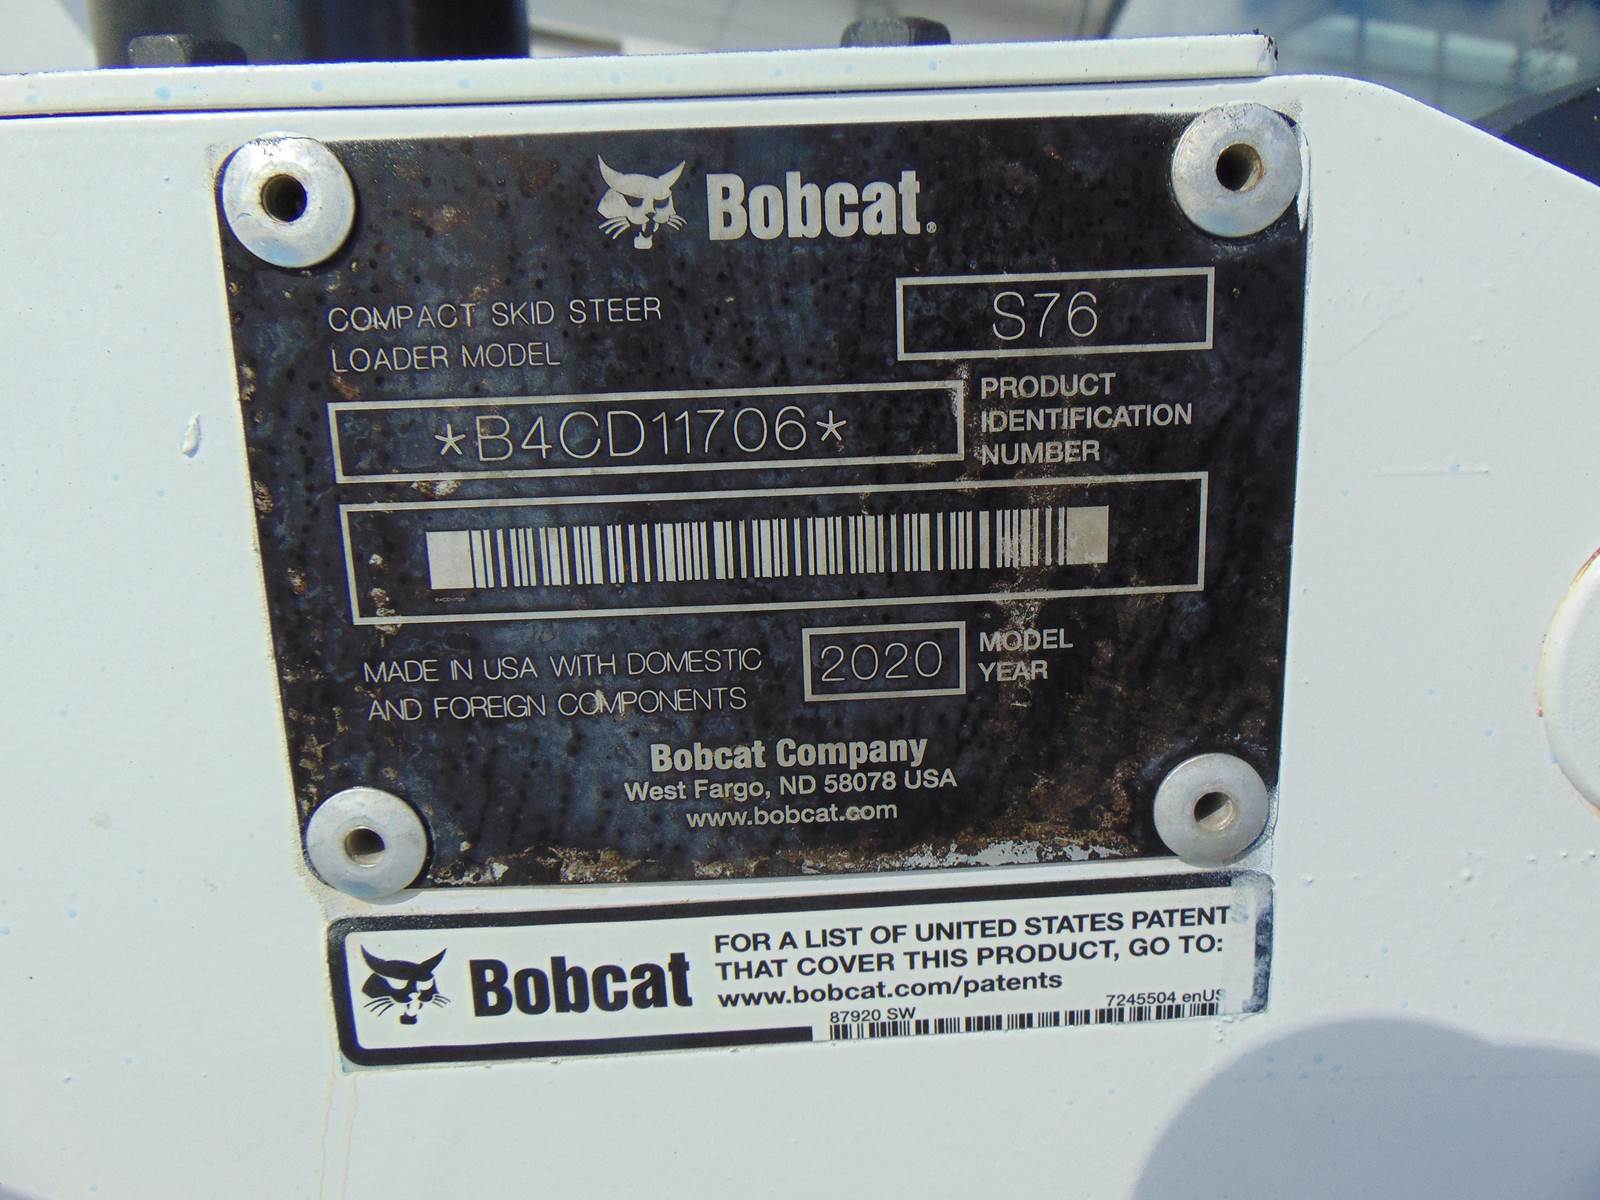 Bobcat®
COMPACT SKID STEER
LOADER MODEL
S76
*B4CD11706*
PRODUCT
IDENTIFICATION
NUMBER
MADE IN USA WITH DOMESTIC
AND FOREIGN COMPONENTS
2020
MODEL
YEAR
Bobcat Company
West Fargo, ND 58078 USA
www.bobcat.com
Bobcat
FOR A LIST OF UNITED STATES PATENTS
THAT COVER THIS PRODUCT, GO TO:
www.bobcat.com/patents
87920 SW
7245504 enUS